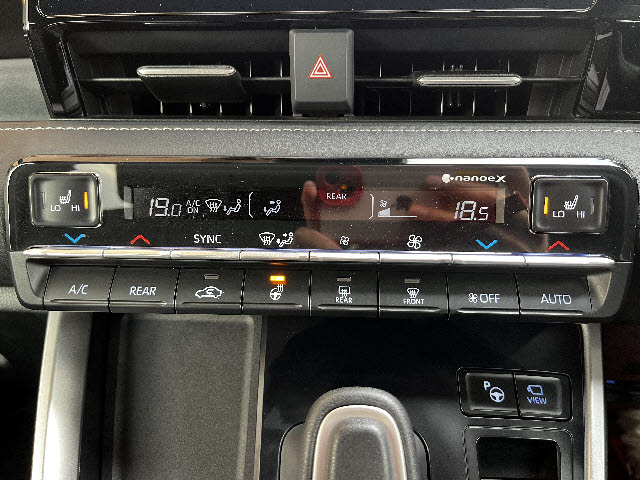 nanoeX
LO HI
19.0 A/C ON
REAR
18.5
LO HI
SYNC
A/C
REAR
REAR
FRONT
OFF
AUTO
P
VIEW